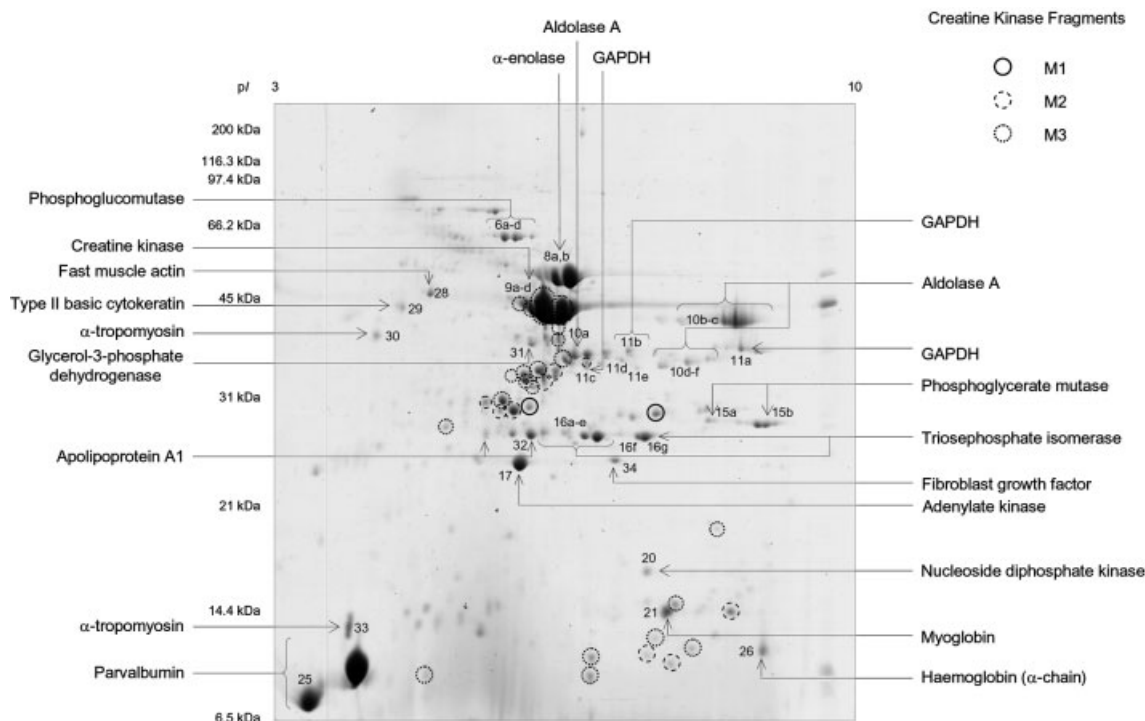 Aldolase A
Creatine Kinase Fragments
α-enolase
GAPDH
M1
M2
M3
pI
3
10
200 kDa
116.3 kDa
97.4 kDa
Phosphoglucomutase
66.2 kDa
6a-d
GAPDH
Creatine kinase
8a,b
Fast muscle actin
9a-d
28
Aldolase A
Type II basic cytokeratin
45 kDa
29
10b-c
α-tropomyosin
30
10a
11b
11a
GAPDH
Glycerol-3-phosphate
dehydrogenase
31
11c
11d
11e
10d-f
Phosphoglycerate mutase
31 kDa
15a
15b
16a-e
Triosephosphate isomerase
Apolipoprotein A1
32
16f
16g
17
34
Fibroblast growth factor
21 kDa
Adenylate kinase
20
Nucleoside diphosphate kinase
14.4 kDa
21
α-tropomyosin
33
Myoglobin
Parvalbumin
25
26
Haemoglobin (α-chain)
6.5 kDa